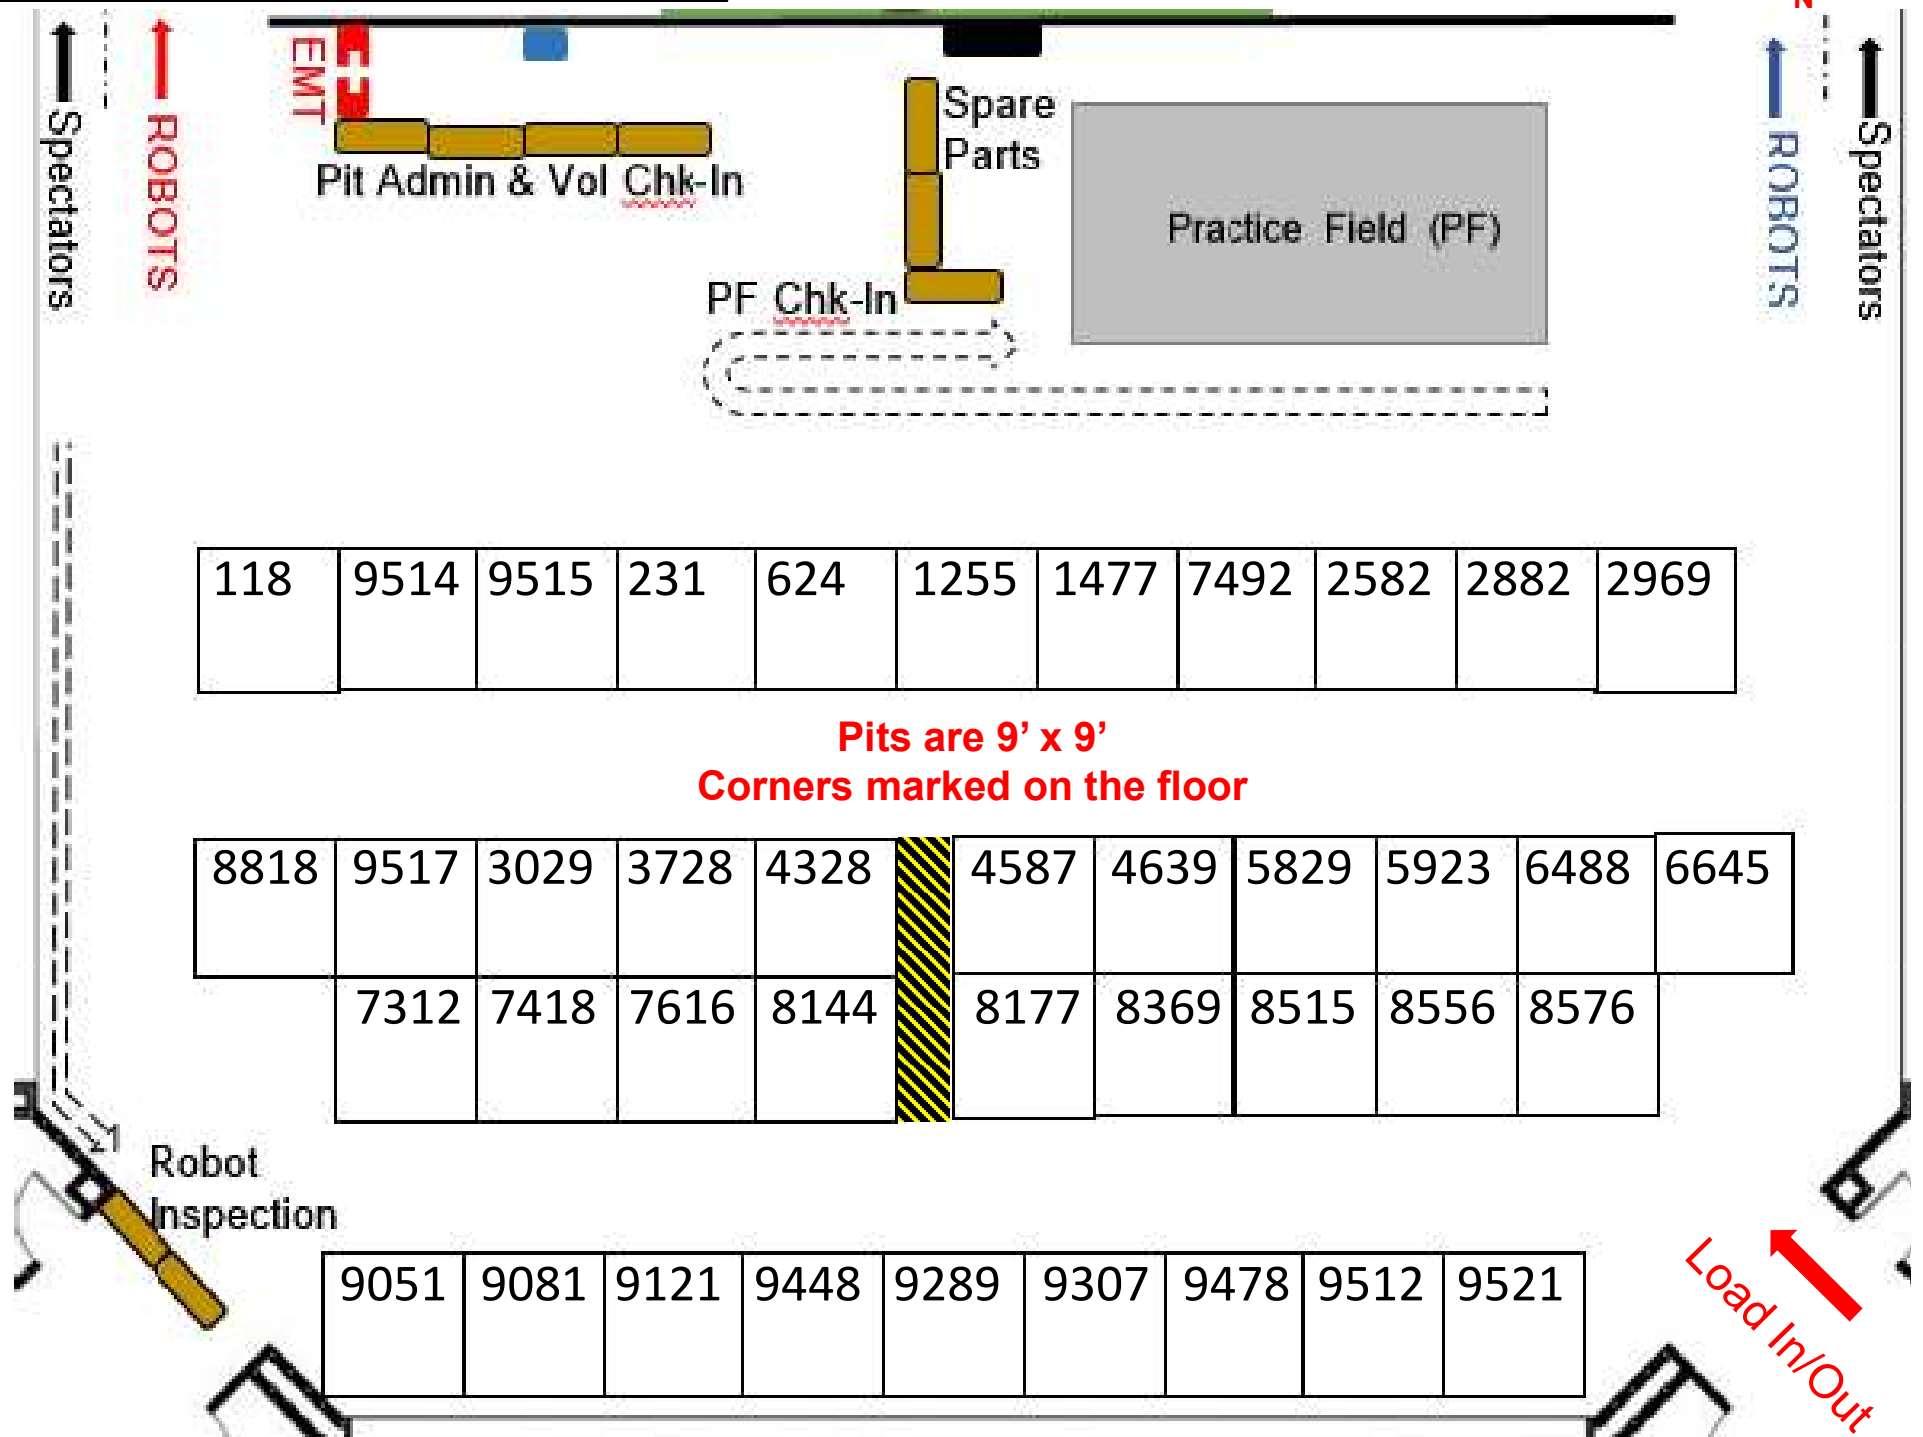 Spectators
ROBOTS
EMT
Pit Admin & Vol Chk-In
Spare
Parts
PF Chk-In
Practice Field (PF)
ROBOTS
Spectators
118 9514 9515 231 624 1255 1477 7492 2582 2882 2969
Pits are 9’ x 9’
Corners marked on the floor
8818 9517 3029 3728 4328 4587 4639 5829 5923 6488 6645
7312 7418 7616 8144 8177 8369 8515 8556 8576
Robot
Inspection
9051 9081 9121 9448 9289 9307 9478 9512 9521
Load In/Out